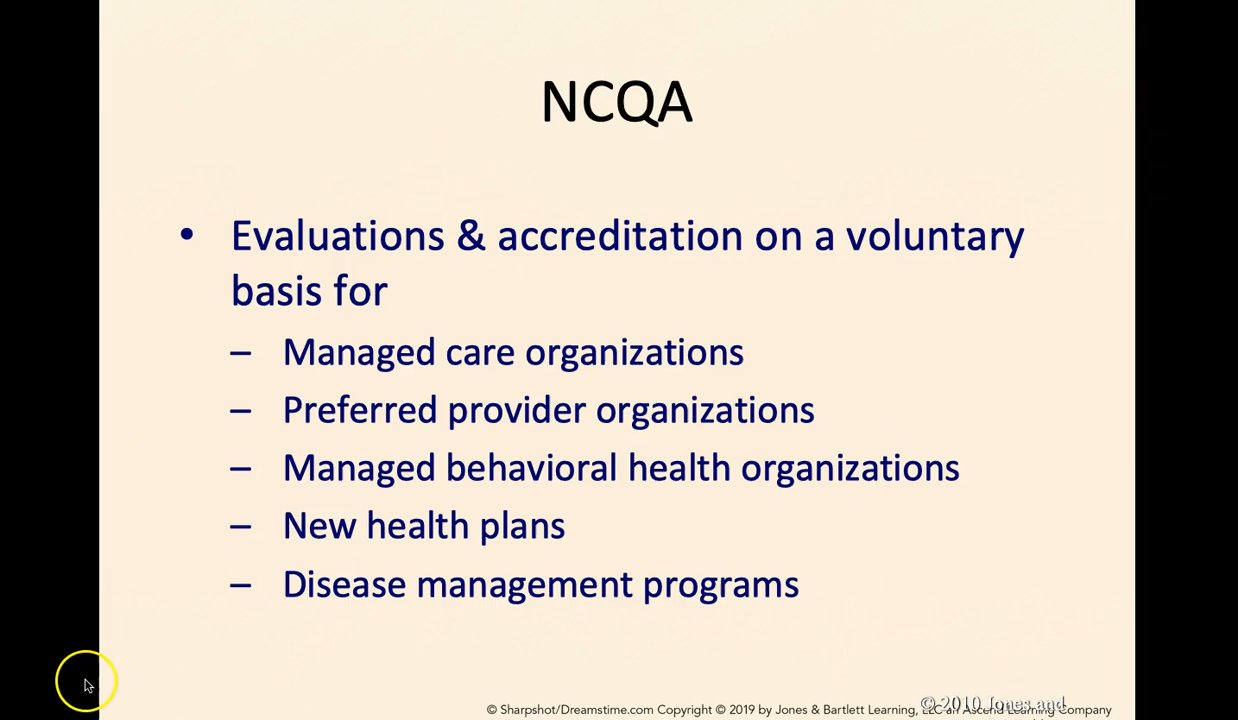 NCQA
• Evaluations & accreditation on a voluntary
basis for
– Managed care organizations
– Preferred provider organizations
– Managed behavioral health organizations
– New health plans
– Disease management programs
© Sharpshot/Dreamstime.com Copyright © 2019 by Jones & Bartlett Learning, LLC an Ascend Learning Company
© 2010 Jones and